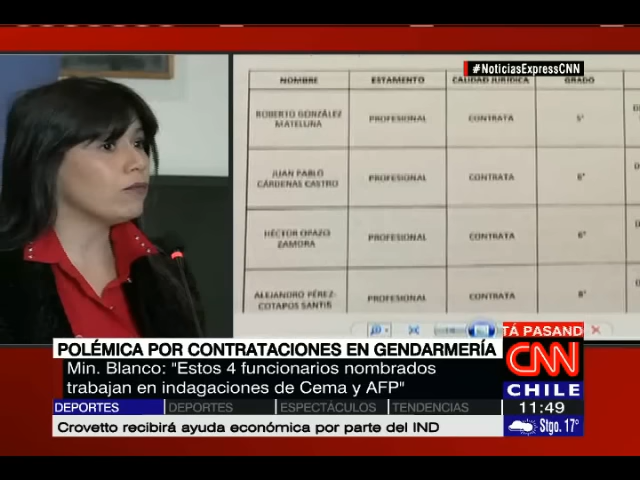 #NoticiasExpressCNN
NOMBRE ESTAMENTO CALIDAD JURÍDICA GRADO
ROBERTO GONZÁLEZ
MATELUNA PROFESIONAL CONTRATA 5°
JUAN PABLO
CÁRDENAS CASTRO PROFESIONAL CONTRATA 6°
HÉCTOR OPAZO
ZAMORA PROFESIONAL CONTRATA 6°
ALEJANDRO PÉREZ-
COTAPOS SANTIS PROFESIONAL CONTRATA 8°
TÁ PASAND
POLÉMICA POR CONTRATACIONES EN GENDARMERÍA
Min. Blanco: "Estos 4 funcionarios nombrados
trabajan en indagaciones de Cema y AFP"
CNN
CHILE
DEPORTES DEPORTES ESPECTÁCULOS TENDENCIAS
11:49
Crovetto recibirá ayuda económica por parte del IND
Stgo. 17°